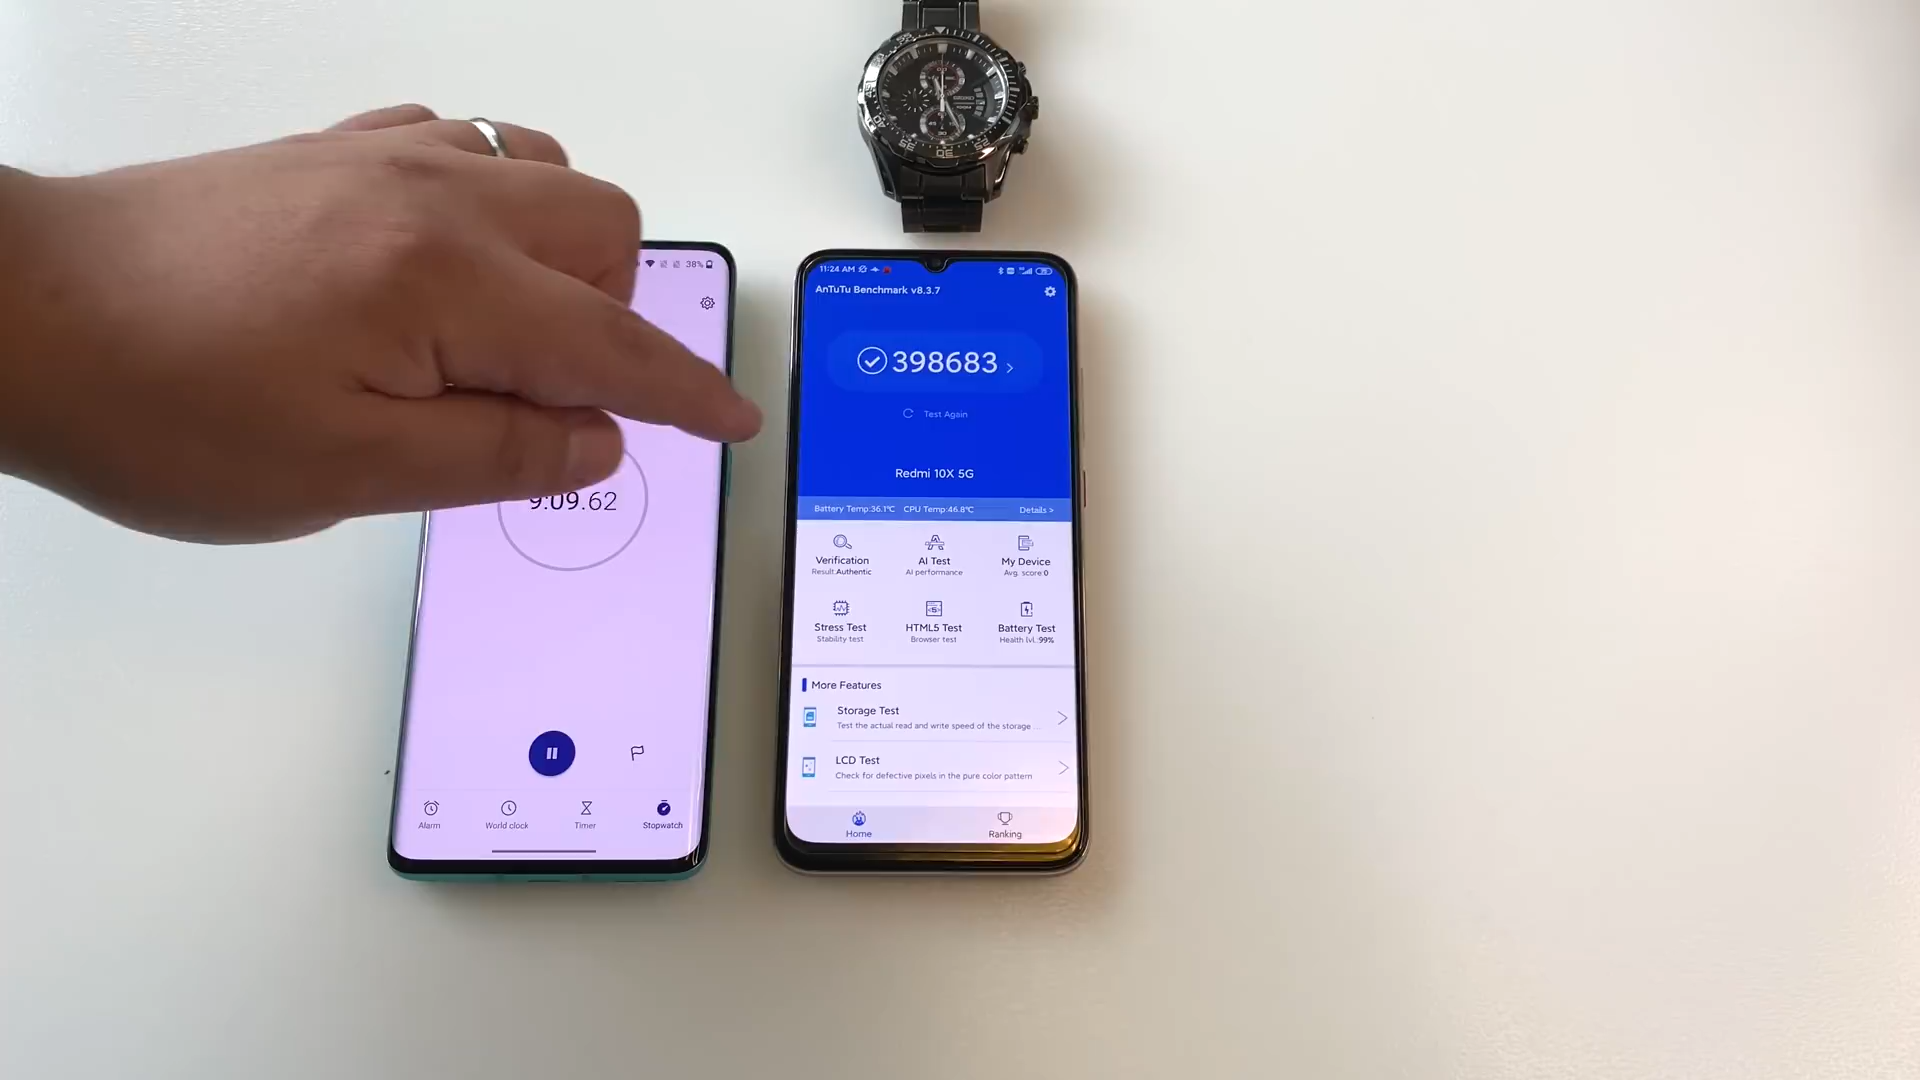 38%
9:09.62
Alarm
World clock
Timer
Stopwatch
11:24 AM
AnTuTu Benchmark v8.3.7
398683
Test Again
Redmi 10X 5G
Battery Temp:36.1℃ CPU Temp:46.8℃ Details >
Verification
Result:Authentic
AI Test
AI performance
My Device
Avg. score:0
Stress Test
Stability test
HTML5 Test
Browser test
Battery Test
Health lvl.:99%
More Features
Storage Test
Test the actual read and write speed of the storage ...
LCD Test
Check for defective pixels in the pure color pattern
Home
Ranking